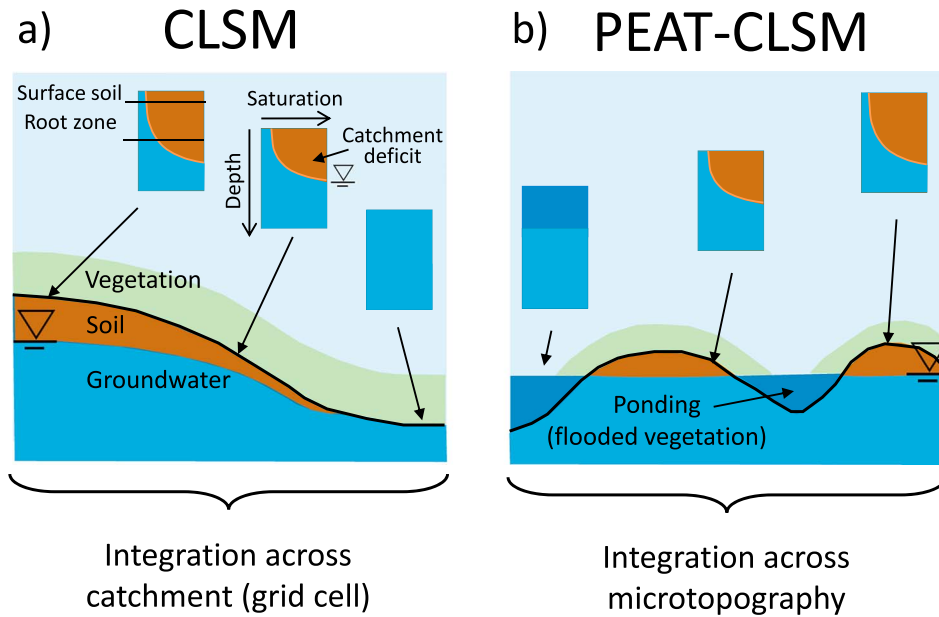 a)
CLSM
Surface soil
Root zone
Saturation
Depth
Catchment
deficit
Vegetation
Soil
Groundwater
Integration across
catchment (grid cell)
b)
PEAT-CLSM
Ponding
(flooded vegetation)
Integration across
microtopography